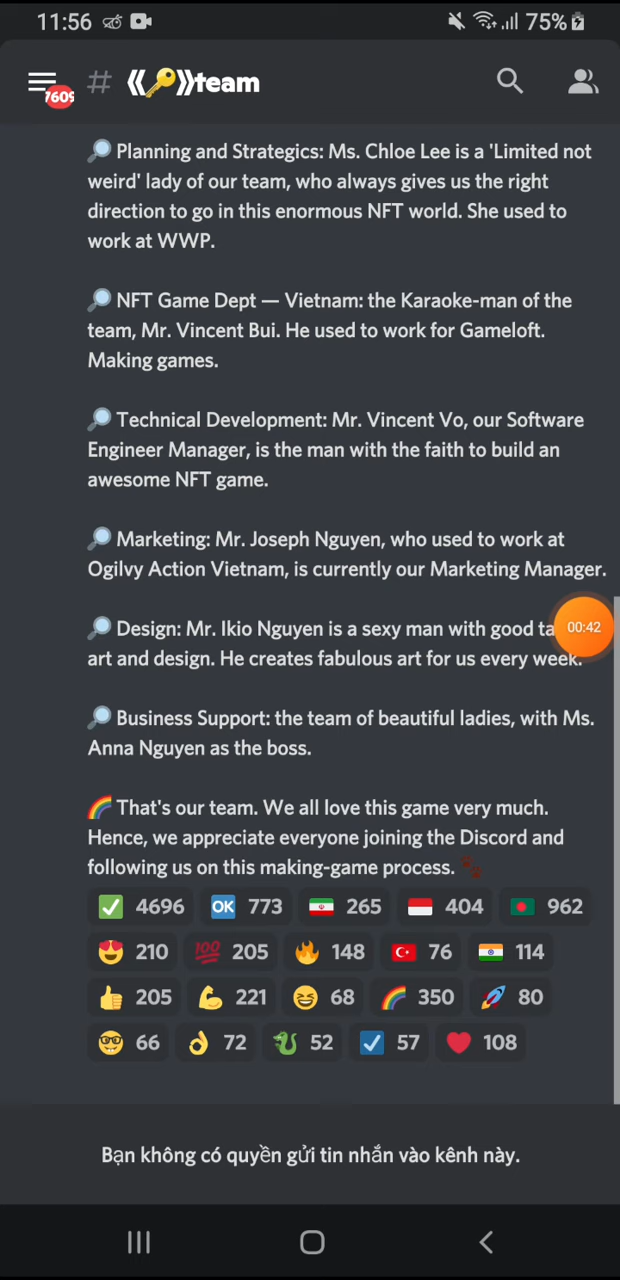 11:56
75%
7609
# 《🔑》team
🔎 Planning and Strategics: Ms. Chloe Lee is a 'Limited not
weird' lady of our team, who always gives us the right
direction to go in this enormous NFT world. She used to
work at WWP.
🔎 NFT Game Dept — Vietnam: the Karaoke-man of the
team, Mr. Vincent Bui. He used to work for Gameloft.
Making games.
🔎 Technical Development: Mr. Vincent Vo, our Software
Engineer Manager, is the man with the faith to build an
awesome NFT game.
🔎 Marketing: Mr. Joseph Nguyen, who used to work at
Ogilvy Action Vietnam, is currently our Marketing Manager.
🔎 Design: Mr. Ikio Nguyen is a sexy man with good
00:42
art and design. He creates fabulous art for us every week.
🔎 Business Support: the team of beautiful ladies, with Ms.
Anna Nguyen as the boss.
🌈 That's our team. We all love this game very much.
Hence, we appreciate everyone joining the Discord and
following us on this making-game process. 🐾
✅ 4696 🆗 773 🇮🇷 265 🇮🇩 404 🇧🇩 962
😍 210 💯 205 🔥 148 🇹🇷 76 🇮🇳 114
👍 205 💪 221 😆 68 🌈 350 🚀 80
🤓 66 👌 72 🐉 52 ☑️ 57 ❤️ 108
Bạn không có quyền gửi tin nhắn vào kênh này.